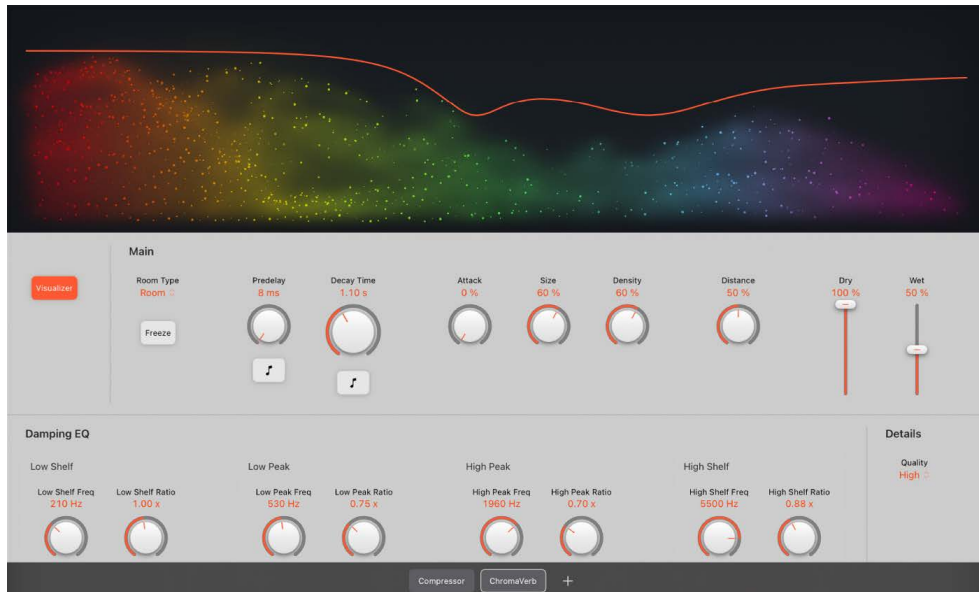 Main
Visualizer
Room Type
Room
Freeze
Predelay
8 ms
Decay Time
1.10 s
Attack
0 %
Size
60 %
Density
60 %
Distance
50 %
Dry
100 %
Wet
50 %
Damping EQ
Low Shelf
Low Shelf Freq
210 Hz
Low Shelf Ratio
1.00 x
Low Peak
Low Peak Freq
530 Hz
Low Peak Ratio
0.75 x
High Peak
High Peak Freq
1960 Hz
High Peak Ratio
0.70 x
High Shelf
High Shelf Freq
5500 Hz
High Shelf Ratio
0.88 x
Details
Quality
High
Compressor
ChromaVerb
+